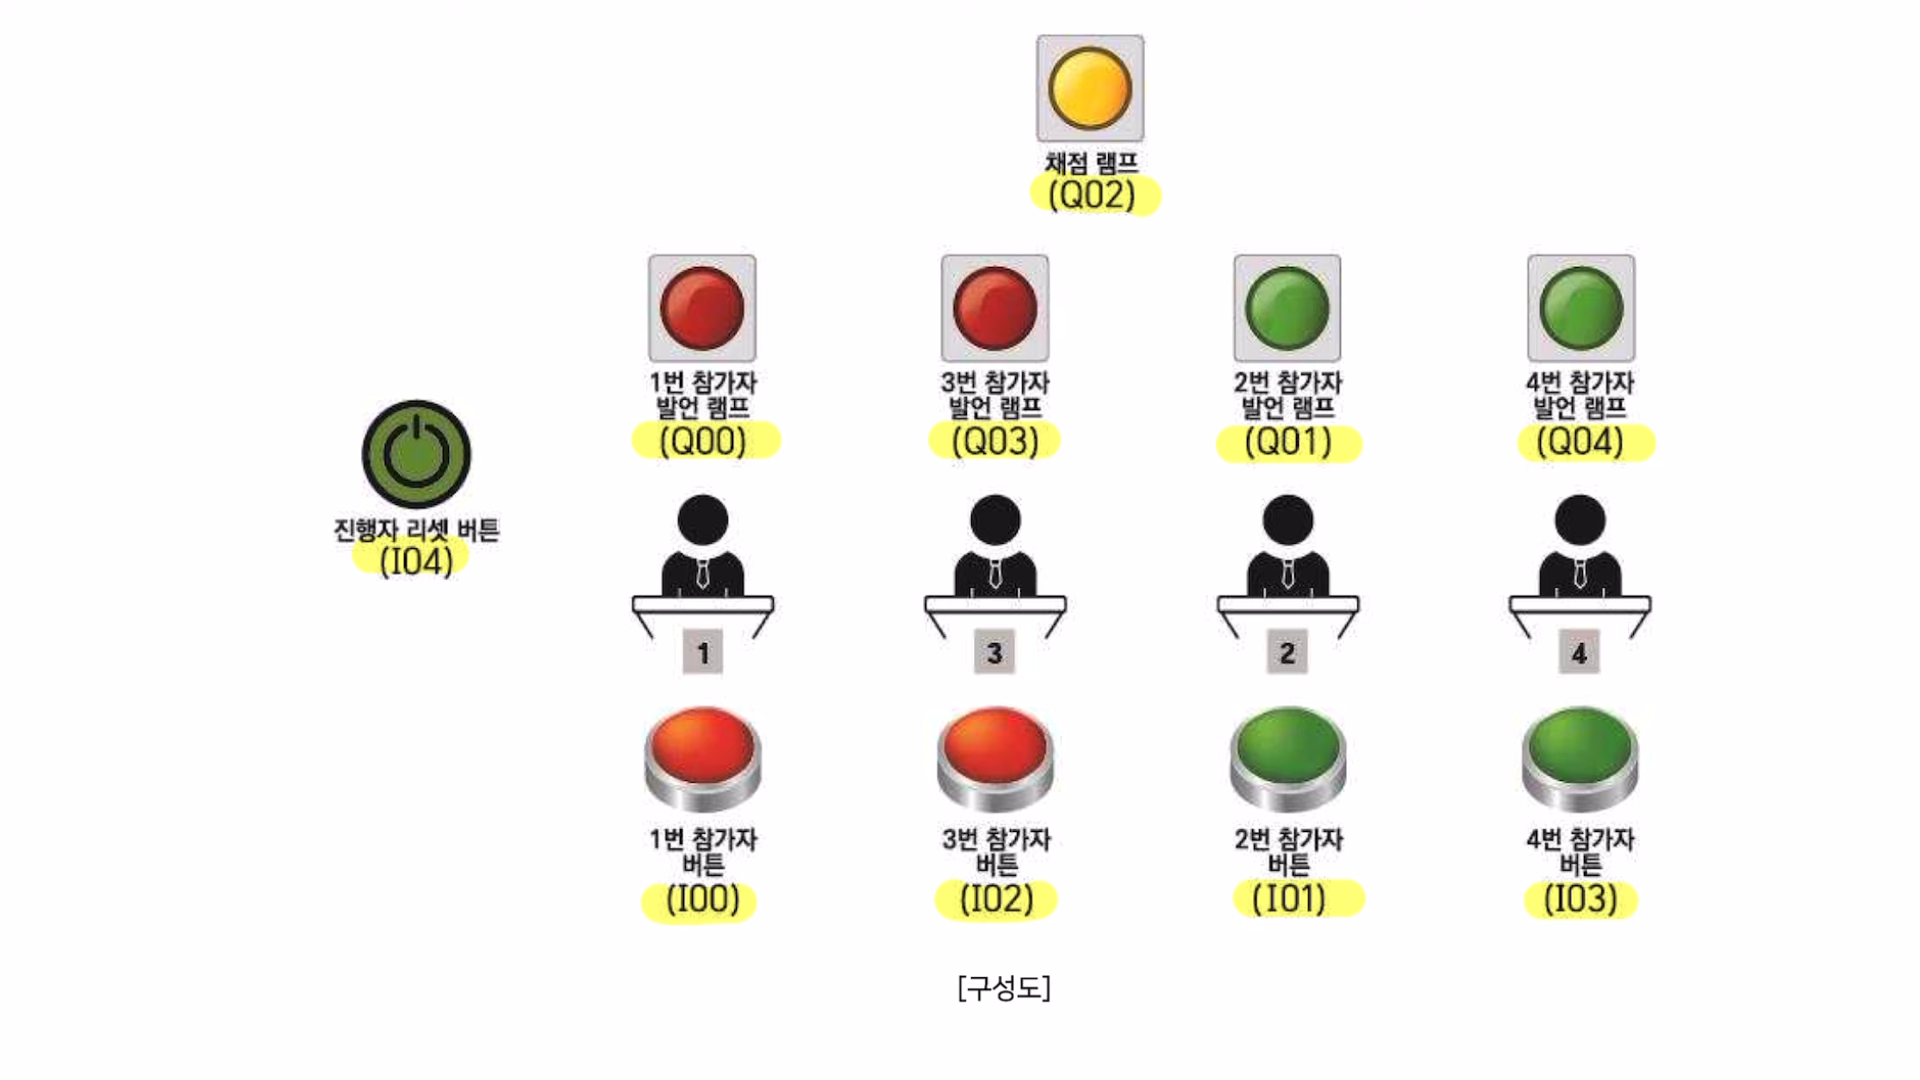 채점 램프
(Q02)
1번 참가자
발언 램프
(Q00)
3번 참가자
발언 램프
(Q03)
2번 참가자
발언 램프
(Q01)
4번 참가자
발언 램프
(Q04)
진행자 리셋 버튼
(I04)
1
3
2
4
1번 참가자
버튼
(I00)
3번 참가자
버튼
(I02)
2번 참가자
버튼
(I01)
4번 참가자
버튼
(I03)
[구성도]